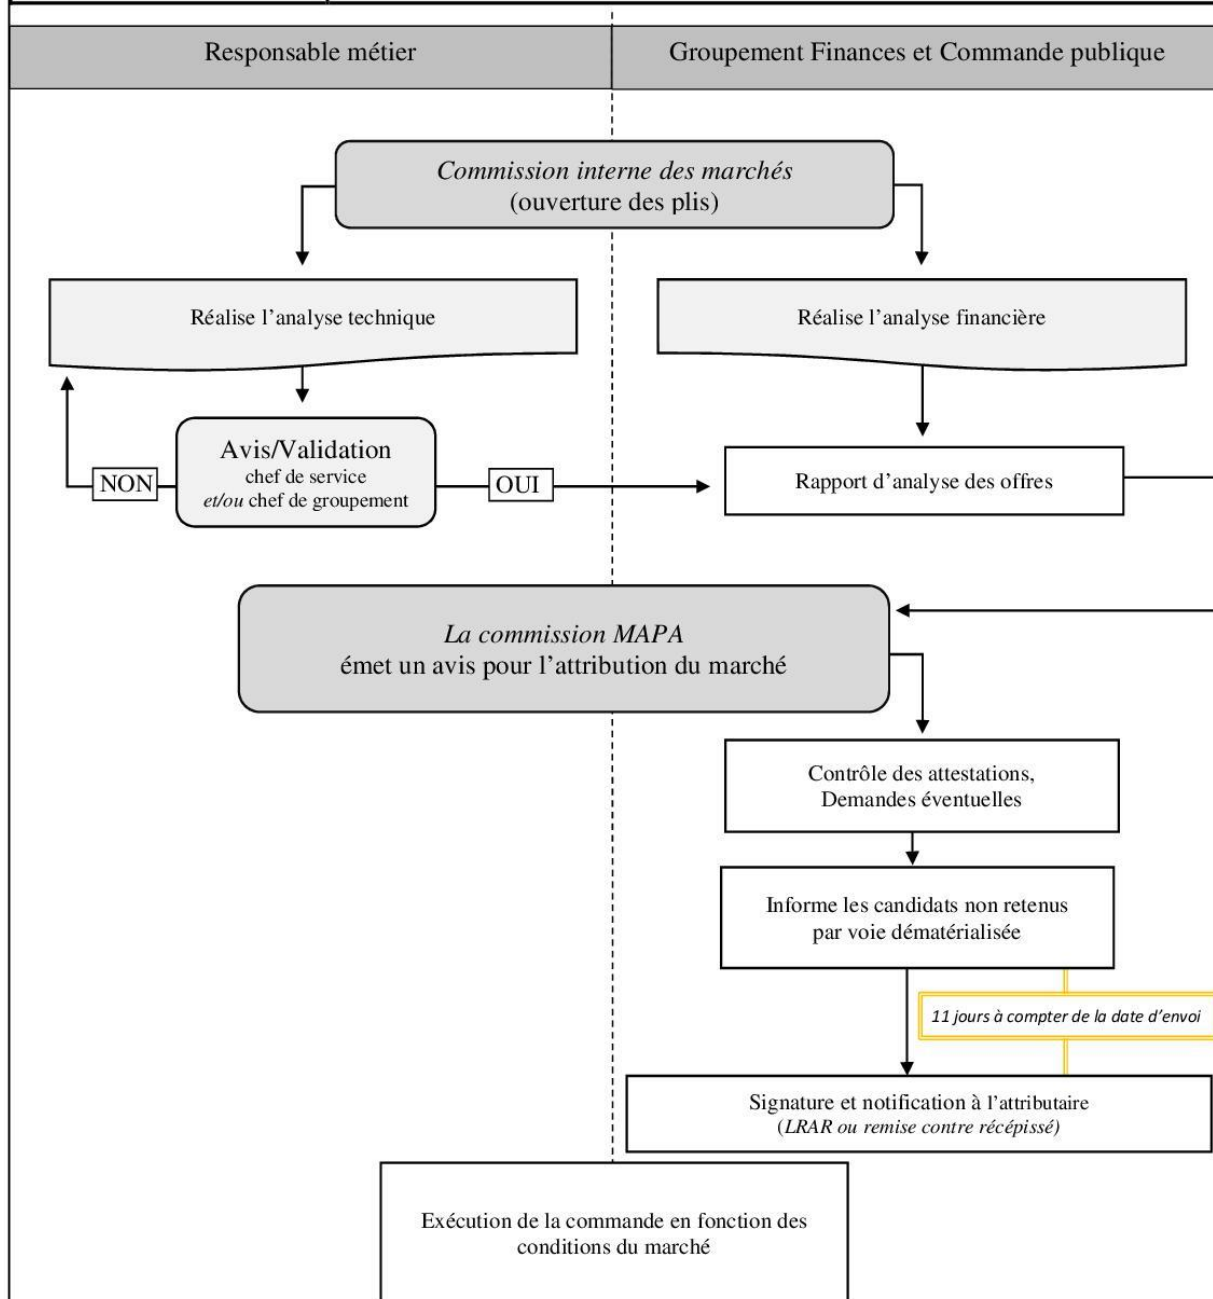 Responsable métier
Groupement Finances et Commande publique
Commission interne des marchés
(ouverture des plis)
Réalise l'analyse technique
Réalise l'analyse financière
Avis/Validation
chef de service
et/ou chef de groupement
NON
OUI
Rapport d'analyse des offres
La commission MAPA
émet un avis pour l'attribution du marché
Contrôle des attestations,
Demandes éventuelles
Informe les candidats non retenus
par voie dématérialisée
11 jours à compter de la date d'envoi
Signature et notification à l'attributaire
(LRAR ou remise contre récépissé)
Exécution de la commande en fonction des
conditions du marché